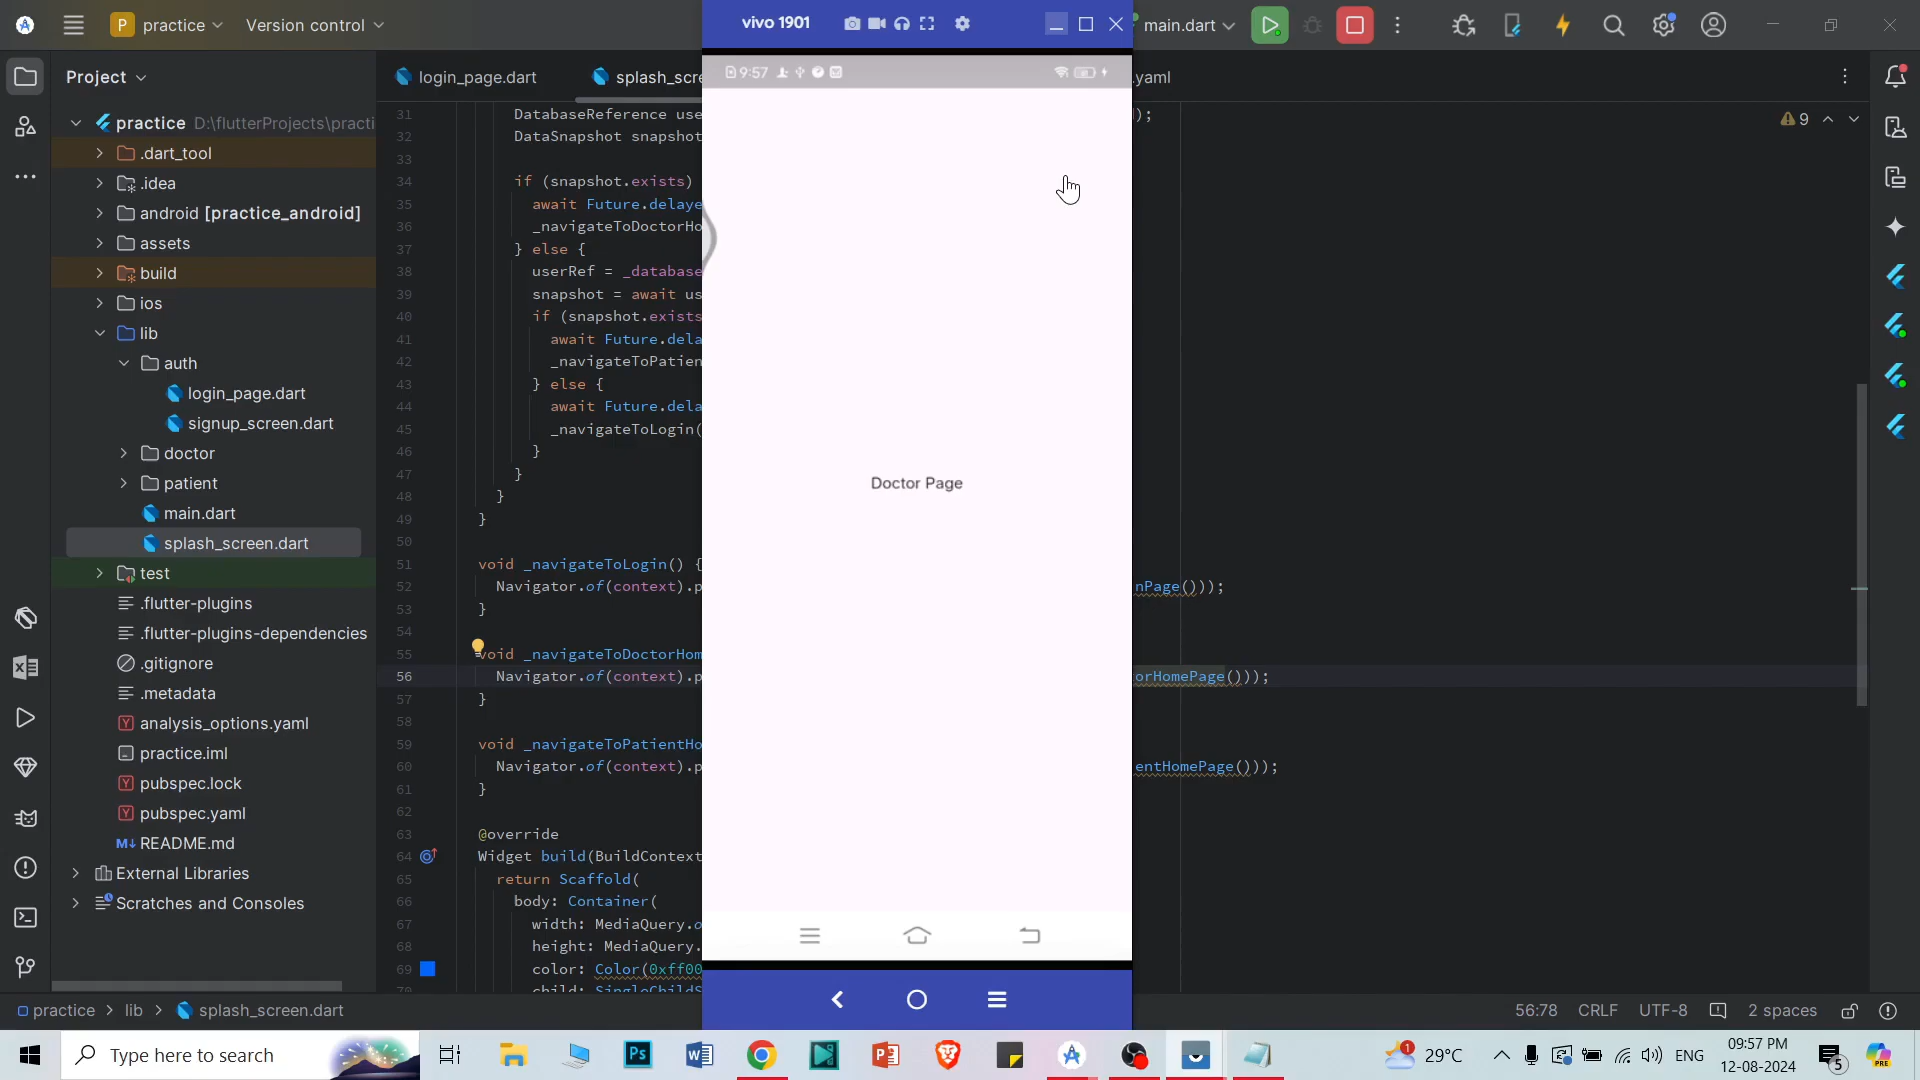 P practice
Version control
vivo 1901
main.dart
Project
login_page.dart
splash_scre
.yaml
9:57
practice D:\flutterProjects\practi
.dart_tool
.idea
android [practice_android]
assets
build
ios
lib
auth
login_page.dart
signup_screen.dart
doctor
patient
main.dart
splash_screen.dart
test
.flutter-plugins
.flutter-plugins-dependencies
.gitignore
.metadata
analysis_options.yaml
practice.iml
pubspec.lock
pubspec.yaml
README.md
External Libraries
Scratches and Consoles
9
31 DatabaseReference use );
32 DataSnapshot snapshot
33
34 if (snapshot.exists)
35 await Future.delaye
36 _navigateToDoctorHo
37 } else {
38 userRef = _database
39 snapshot = await us
40 if (snapshot.exists
41 await Future.dela
42 _navigateToPatien
43 } else {
44 await Future.dela
45 _navigateToLogin(
46 }
47 }
48 }
49 }
50
51 void _navigateToLogin() {
52 Navigator.of(context).p nPage()));
53 }
54
55 void _navigateToDoctorHom
56 Navigator.of(context).p orHomePage()));
57 }
58
59 void _navigateToPatientHo
60 Navigator.of(context).p entHomePage()));
61 }
62
63 @override
64 Widget build(BuildContext
65 return Scaffold(
66 body: Container(
67 width: MediaQuery.o
68 height: MediaQuery.
69 color: Color(0xff00
70 child: SingleChildS
Doctor Page
practice > lib > splash_screen.dart
56:78 CRLF UTF-8 2 spaces
Type here to search
1
29°C
ENG
09:57 PM
12-08-2024
5
PRE